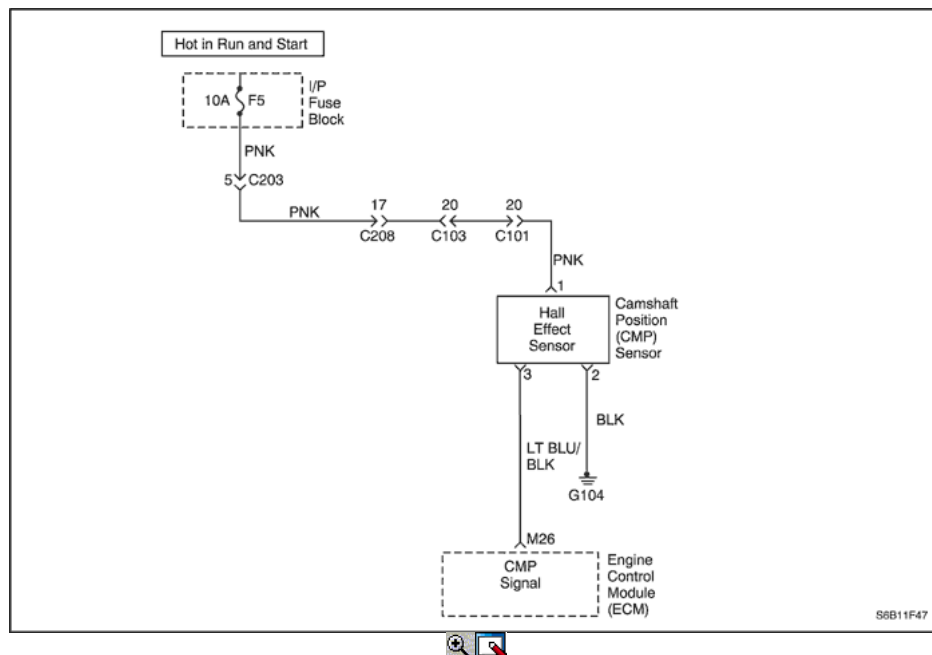 Hot in Run and Start
10A F5
I/P
Fuse
Block
PNK
5 C203
PNK
17
C208
20
C103
20
C101
PNK
1
Hall
Effect
Sensor
Camshaft
Position
(CMP)
Sensor
3
2
BLK
LT BLU/
BLK
G104
M26
CMP
Signal
Engine
Control
Module
(ECM)
S6B11F47